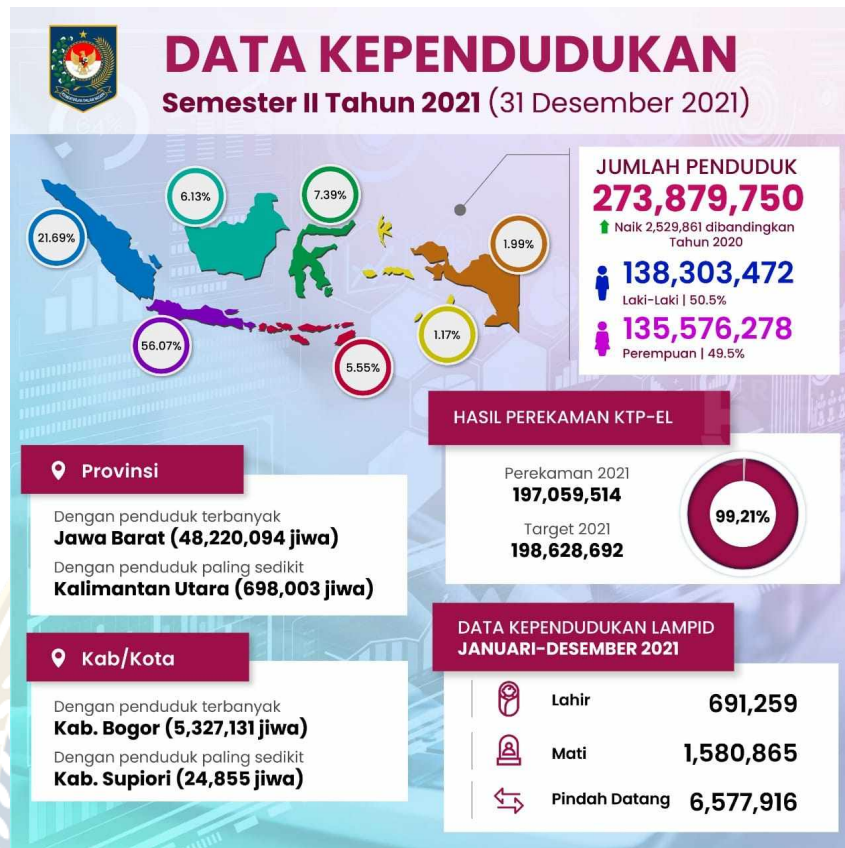 DATA KEPENDUDUKAN
Semester II Tahun 2021 (31 Desember 2021)
21.69%
6.13%
7.39%
1.99%
56.07%
5.55%
1.17%
JUMLAH PENDUDUK
273,879,750
Naik 2,529,861 dibandingkan
Tahun 2020
138,303,472
Laki-Laki | 50.5%
135,576,278
Perempuan | 49.5%
HASIL PEREKAMAN KTP-EL
Perekaman 2021
197,059,514
Target 2021
198,628,692
99,21%
Provinsi
Dengan penduduk terbanyak
Jawa Barat (48,220,094 jiwa)
Dengan penduduk paling sedikit
Kalimantan Utara (698,003 jiwa)
Kab/Kota
Dengan penduduk terbanyak
Kab. Bogor (5,327,131 jiwa)
Dengan penduduk paling sedikit
Kab. Supiori (24,855 jiwa)
DATA KEPENDUDUKAN LAMPID
JANUARI-DESEMBER 2021
Lahir 691,259
Mati 1,580,865
Pindah Datang 6,577,916